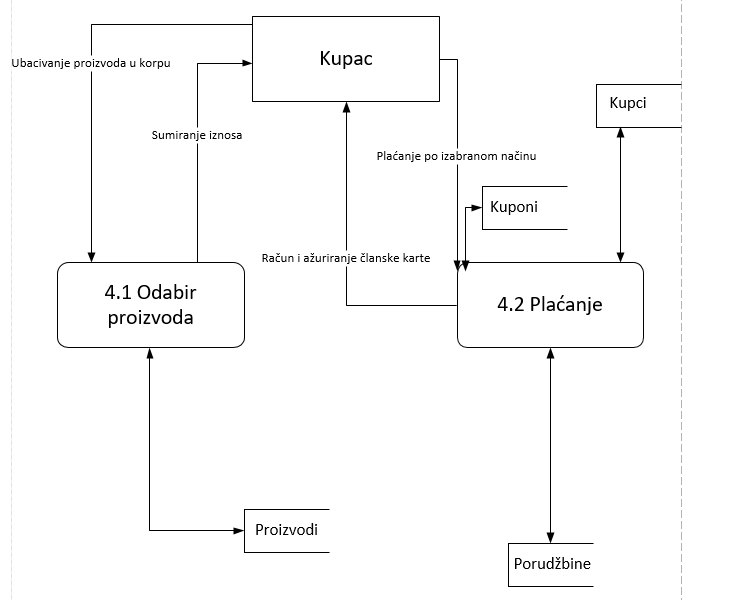 Kupac
Ubacivanje proizvoda u korpu
Kupci
Sumiranje iznosa
Plaćanje po izabranom načinu
Kuponi
Račun i ažuriranje članske karte
4.1 Odabir
proizvoda
4.2 Plaćanje
Proizvodi
Porudžbine